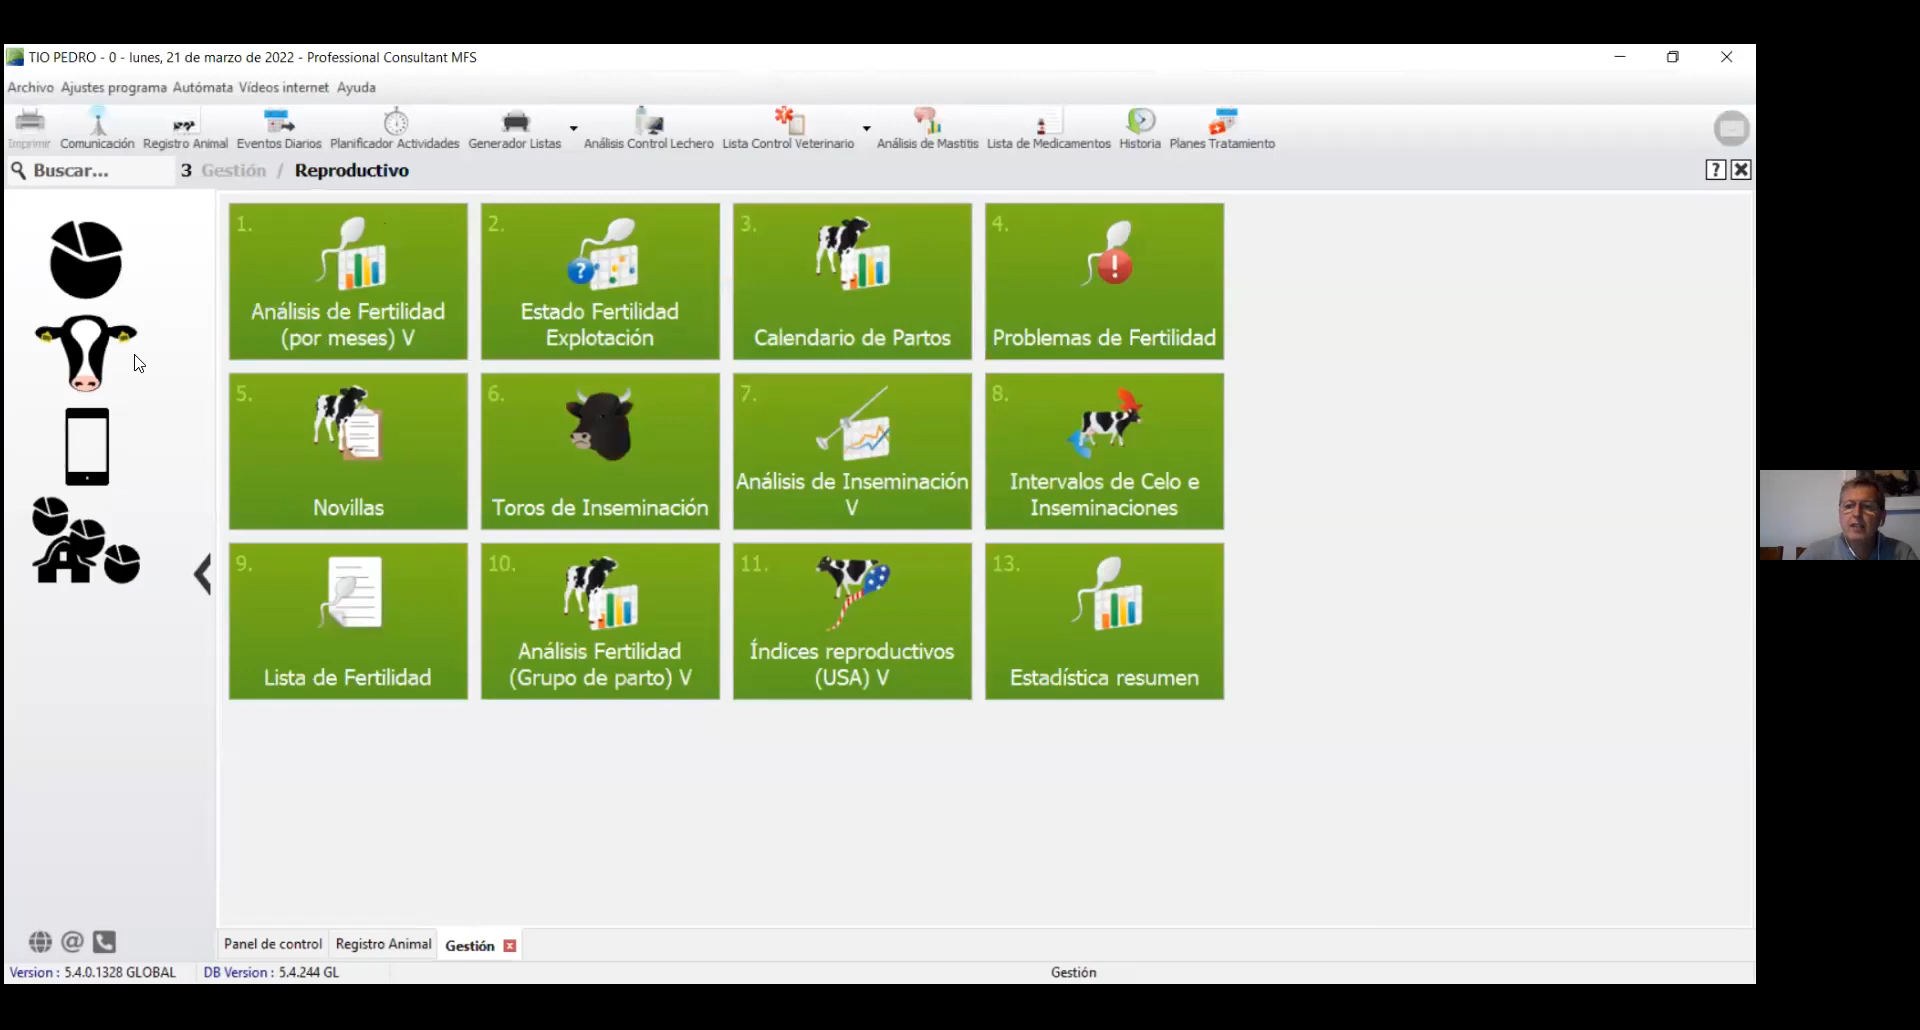 TIO PEDRO - 0 - lunes, 21 de marzo de 2022 - Professional Consultant MFS
Archivo Ajustes programa Autómata Vídeos internet Ayuda
Imprimir Comunicación Registro Animal Eventos Diarios Planificador Actividades Generador Listas Análisis Control Lechero Lista Control Veterinario Análisis de Mastitis Lista de Medicamentos Historia Planes Tratamiento
Buscar... 3 Gestión / Reproductivo ?
1. Análisis de Fertilidad
(por meses) V
2. Estado Fertilidad
Explotación
3. Calendario de Partos
4. Problemas de Fertilidad
5. Novillas
6. Toros de Inseminación
7. Análisis de Inseminación
V
8. Intervalos de Celo e
Inseminaciones
9. Lista de Fertilidad
10. Análisis Fertilidad
(Grupo de parto) V
11. Índices reproductivos
(USA) V
13. Estadística resumen
Panel de control Registro Animal Gestión
Version : 5.4.0.1328 GLOBAL DB Version : 5.4.244 GL Gestión